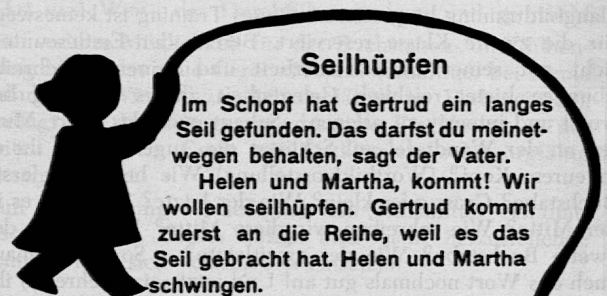 Seilhüpfen
Im Schopf hat Gertrud ein langes
Seil gefunden. Das darfst du meinet-
wegen behalten, sagt der Vater.
Helen und Martha, kommt! Wir
wollen seilhüpfen. Gertrud kommt
zuerst an die Reihe, weil es das
Seil gebracht hat. Helen und Martha
schwingen.